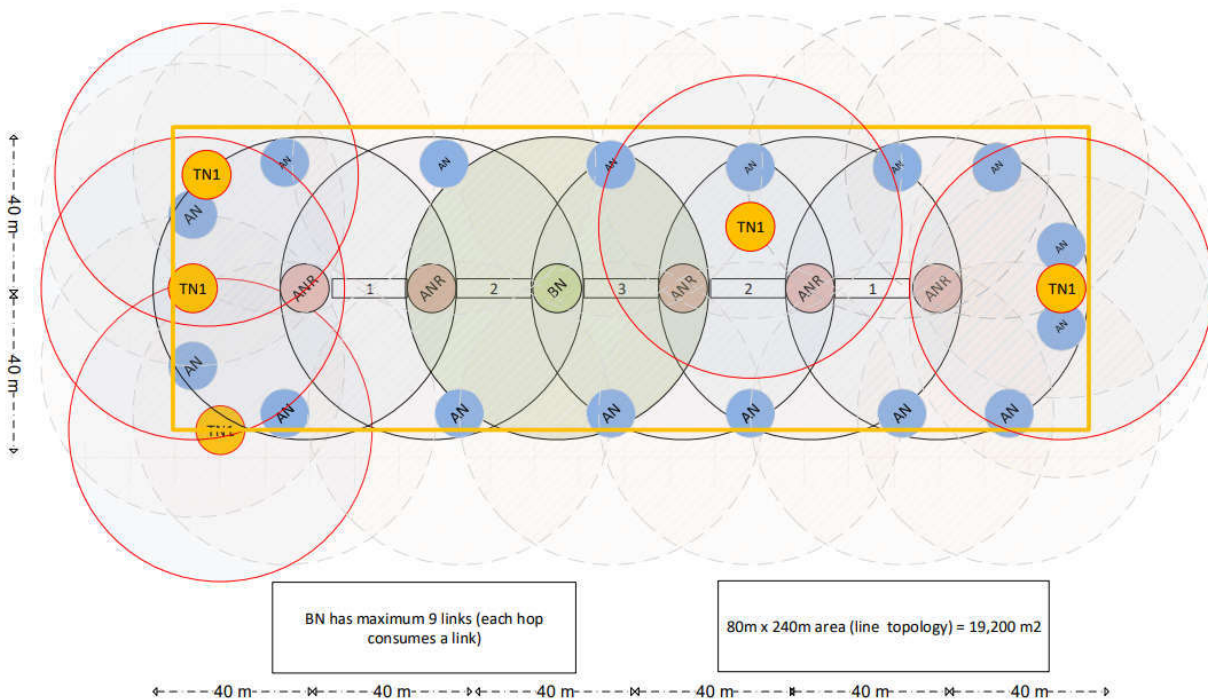 AN AN AN AN AN AN
TN1
AN
TN1
AN
40 m
TN1 ANR 1 ANR 2 BN 3 ANR 2 ANR 1 ANR TN1
AN
AN
40 m
AN AN AN AN AN AN
TN1
BN has maximum 9 links (each hop
consumes a link)
80m x 240m area (line topology) = 19,200 m2
40 m 40 m 40 m 40 m 40 m 40 m